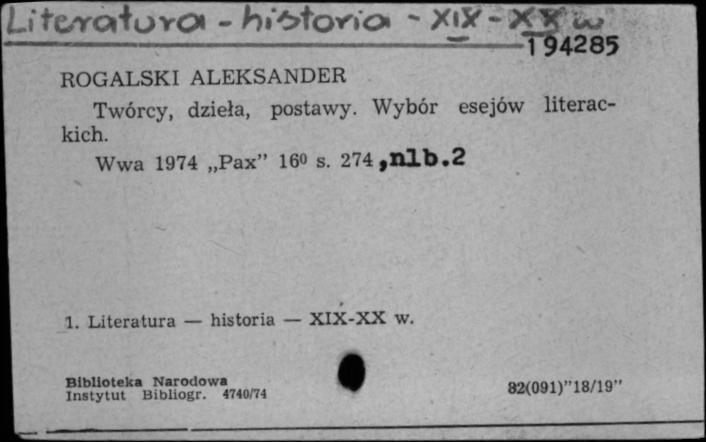 Literatura - historia - XIX - XX w
194285
ROGALSKI ALEKSANDER
Twórcy, dzieła, postawy. Wybór esejów literac-
kich.
Wwa 1974 „Pax” 16⁰ s. 274, nlb.2
1. Literatura — historia — XIX-XX w.
Biblioteka Narodowa
Instytut Bibliogr. 4740/74
82(091)”18/19”